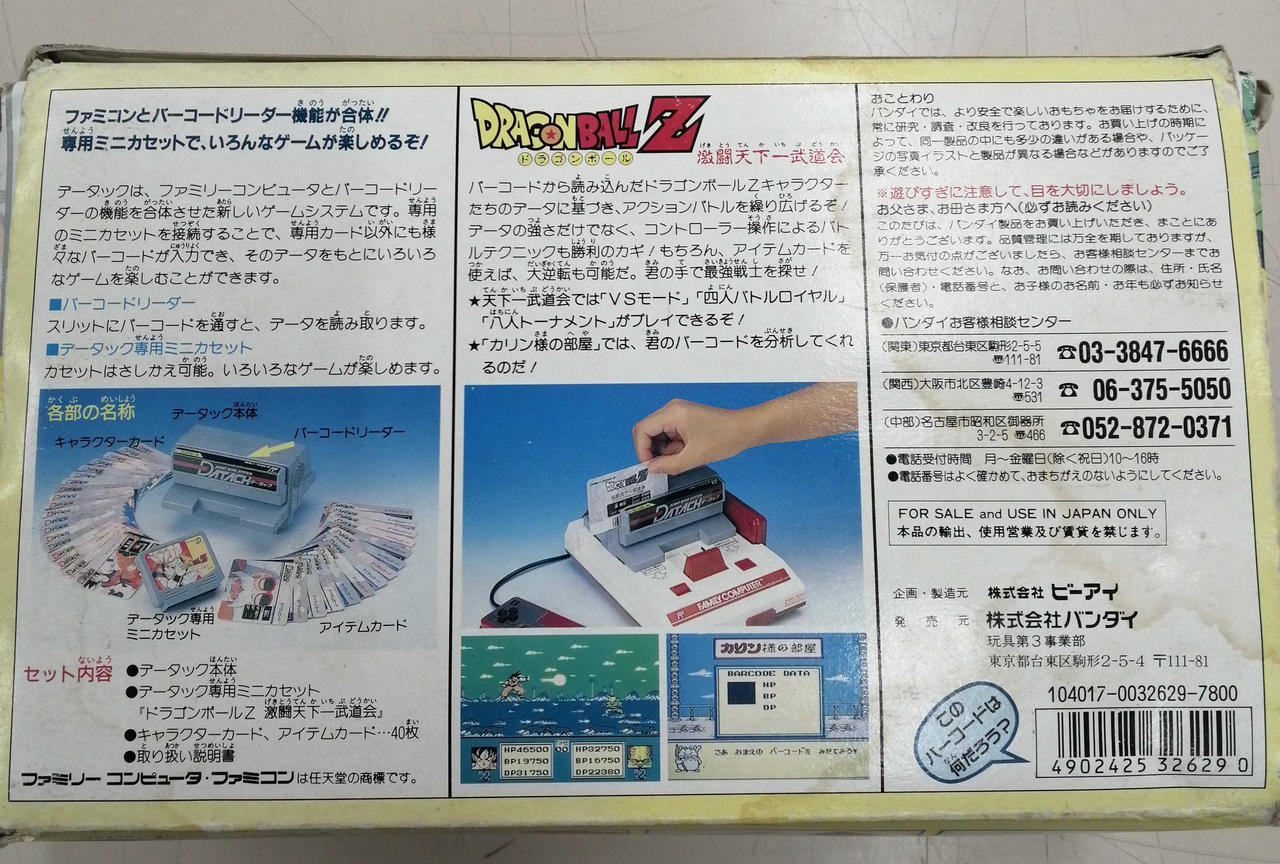 ファミコンとバーコードリーダー機能が合体!!
専用ミニカセットで、いろんなゲームが楽しめるぞ!
データックは、ファミリーコンピュータとバーコードリー
ダーの機能を合体させた新しいゲームシステムです。専用
のミニカセットを接続することで、専用カード以外にも様
々なバーコードが入力でき、そのデータをもとにいろいろ
なゲームを楽しむことができます。
■バーコードリーダー
スリットにバーコードを通すと、データを読み取ります。
■データック専用ミニカセット
カセットはさしかえ可能。いろいろなゲームが楽しめます。
各部の名称
データック本体
キャラクターカード
バーコードリーダー
DATACH
データック専用
ミニカセット
アイテムカード
セット内容
●データック本体
●データック専用ミニカセット
『ドラゴンボールZ 激闘天下一武道会』
●キャラクターカード、アイテムカード…40枚
●取り扱い説明書
ファミリー コンピュータ・ファミコンは任天堂の商標です。
DRAGON BALL Z
ドラゴンボール
激闘天下一武道会
バーコードから読み込んだドラゴンボールZキャラクター
たちのデータに基づき、アクションバトルを繰り広げるぞ!
データの強さだけでなく、コントローラー操作によるバト
ルテクニックも勝利のカギ!もちろん、アイテムカードを
使えば、大逆転も可能だ。君の手で最強戦士を探せ!
★天下一武道会では「VSモード」「四人バトルロイヤル」
「八人トーナメント」がプレイできるぞ!
★「カリン様の部屋」では、君のバーコードを分析してくれ
るのだ!
DATACH
FAMILY COMPUTER
HP46500
BP19750
DP31750
HP32750
BP16750
DP22380
カリン様の部屋
BARCODE DATA
HP
BP
DP
さあ おまえの バーコードを みせてみろ
おことわり
バンダイでは、より安全で楽しいおもちゃをお届けするために、
常に研究・調査・改良を行っております。お買い上げの時期に
よって、同一製品の中にも多少の違いがある場合や、パッケー
ジの写真イラストと製品が異なる場合などがありますのでご了
承ください。
※遊びすぎに注意して、目を大切にしましょう。
お父さま、お母さま方へ(必ずお読みください)
このたびは、バンダイ製品をお買い上げいただき、まことにあ
りがとうございます。品質管理には万全を期しておりますが、
万一お気付の点がございましたら、お客様相談センターまでお
問い合わせください。なお、お問い合わせの際は、住所・氏名
(保護者)・電話番号と、お子様のお名前・お年も必ずお知らせ
ください。
●バンダイお客様相談センター
(関東)東京都台東区駒形2-5-5
〠111-81
☎03-3847-6666
(関西)大阪市北区豊崎4-12-3
〠531
☎ 06-375-5050
(中部)名古屋市昭和区御器所
3-2-5 〠466
☎052-872-0371
●電話受付時間 月〜金曜日(除く祝日)10〜16時
●電話番号はよく確かめて、おまちがえのないようにしてください。
FOR SALE and USE IN JAPAN ONLY
本品の輸出、使用営業及び賃貸を禁じます。
企画・製造元 株式会社 ビーアイ
発 売 元 株式会社バンダイ
玩具第3事業部
東京都台東区駒形2-5-4 〒111-81
104017-0032629-7800
この
バーコードは
何だろう?
4902425 32629 0